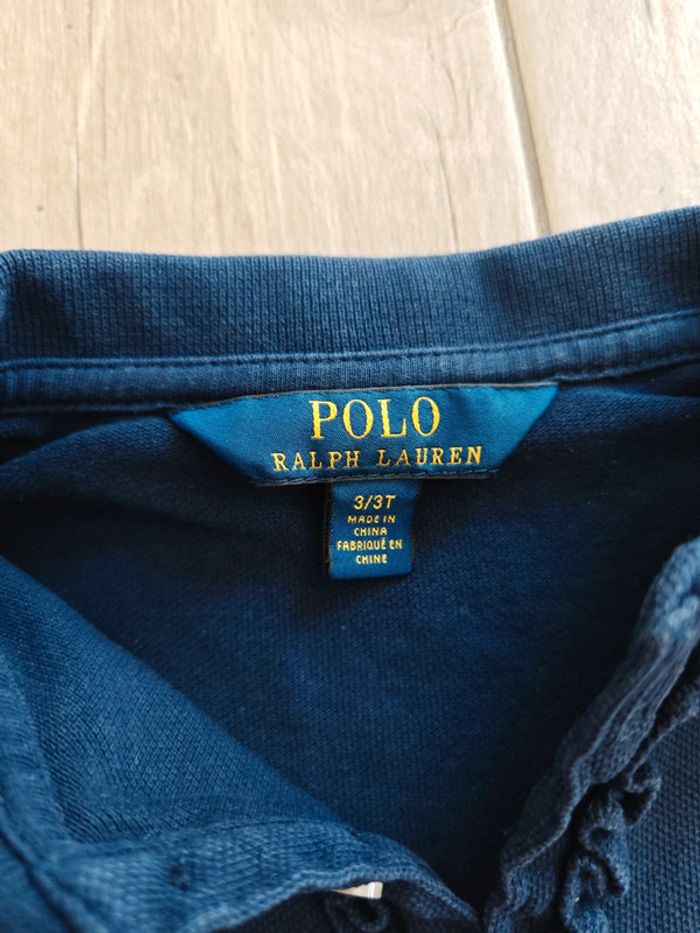 POLO
RALPH LAUREN
3/3T
MADE IN
CHINA
FABRIQUÉ EN
CHINE